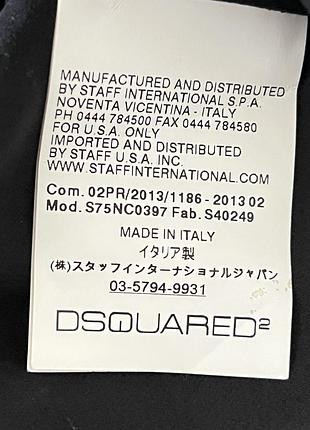 MANUFACTURED AND DISTRIBUTED
BY STAFF INTERNATIONAL S.P.A.
NOVENTA VICENTINA - ITALY
PH 0444 784500 FAX 0444 784580
FOR U.S.A. ONLY
IMPORTED AND DISTRIBUTED
BY STAFF U.S.A. INC.
WWW.STAFFINTERNATIONAL.COM
Com. 02PR/2013/1186 - 2013 02
Mod. S75NC0397 Fab. S40249
MADE IN ITALY
イタリア製
(株)スタッフインターナショナルジャパン
03-5794-9931
DSQUARED²